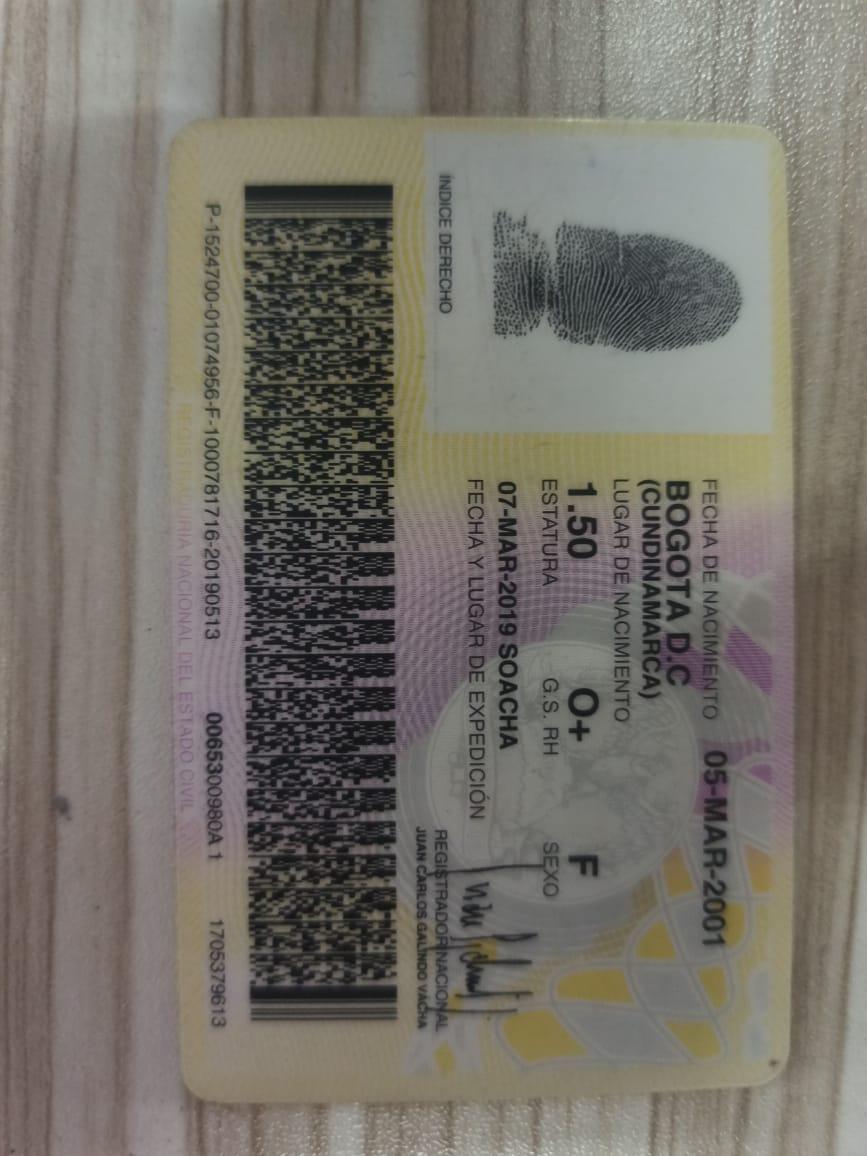 FECHA DE NACIMIENTO 05-MAR-2001
BOGOTA D.C
(CUNDINAMARCA)
LUGAR DE NACIMIENTO
1.50 O+ F
ESTATURA G.S. RH SEXO
07-MAR-2019 SOACHA
FECHA Y LUGAR DE EXPEDICIÓN
ÍNDICE DERECHO
REGISTRADOR NACIONAL
JUAN CARLOS GALINDO VACHA
P-1524700-01074956-F-1000781716-20190513 0065300980A 1 1705379613
REGISTRADURIA NACIONAL DEL ESTADO CIVIL